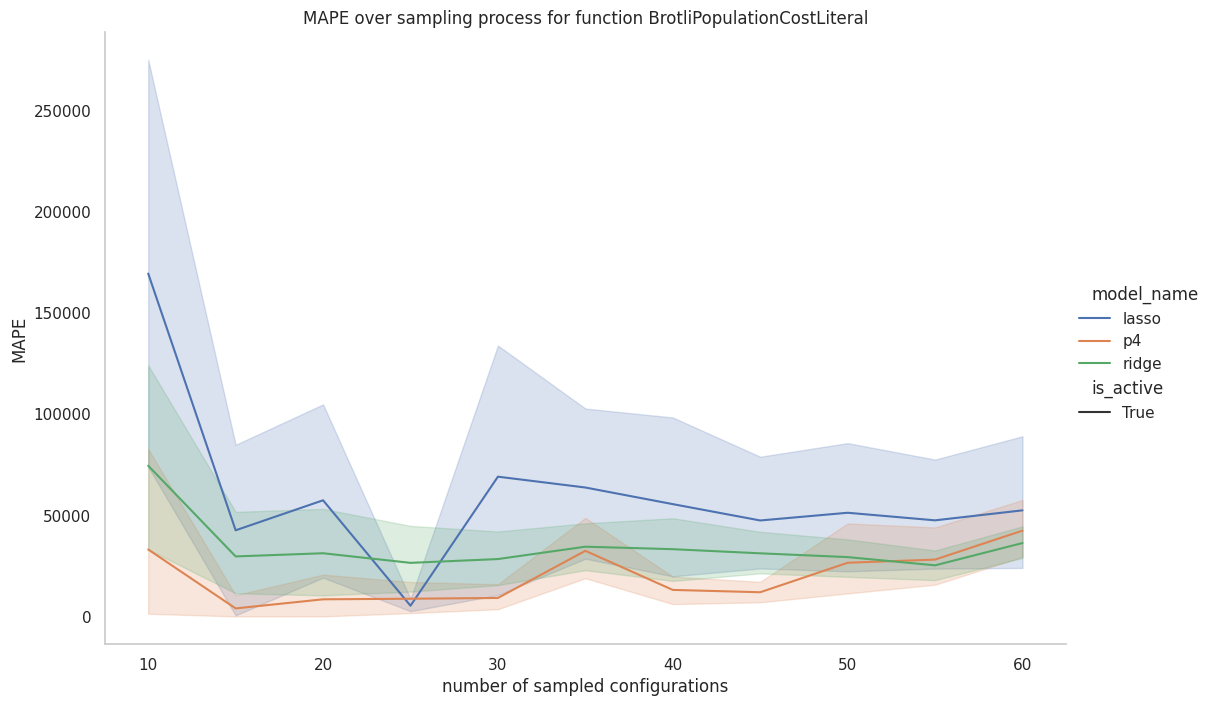 MAPE over sampling process for function BrotliPopulationCostLiteral
250000
200000
150000
100000
50000
0
MAPE
10
20
30
40
50
60
number of sampled configurations
model_name
lasso
p4
ridge
is_active
True